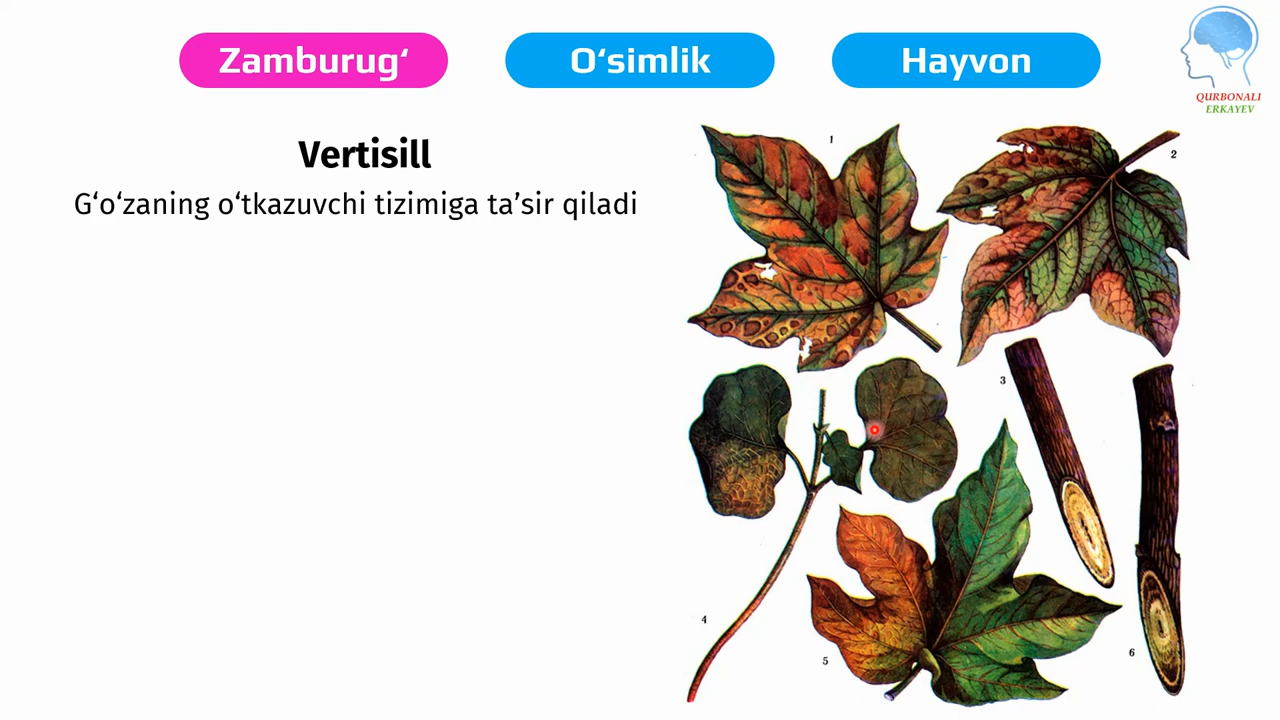 Zamburug‘
O‘simlik
Hayvon
QURBONALI
ERKAYEV
Vertisill
G‘o‘zaning o‘tkazuvchi tizimiga ta’sir qiladi
1
2
3
4
5
6